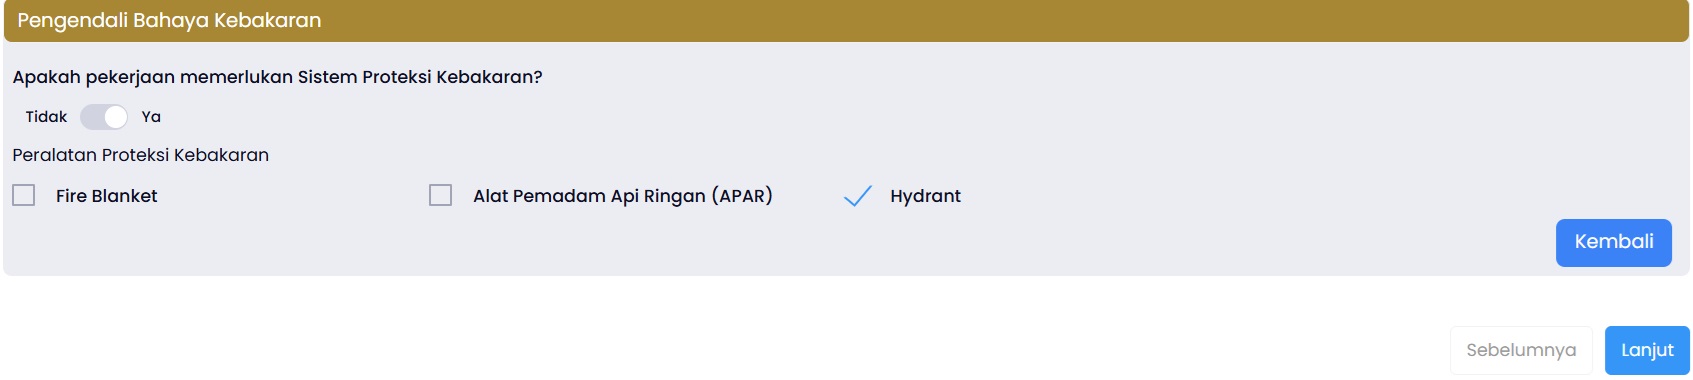 Pengendali Bahaya Kebakaran
Apakah pekerjaan memerlukan Sistem Proteksi Kebakaran?
Tidak Ya
Peralatan Proteksi Kebakaran
Fire Blanket Alat Pemadam Api Ringan (APAR) Hydrant
Kembali
Sebelumnya Lanjut